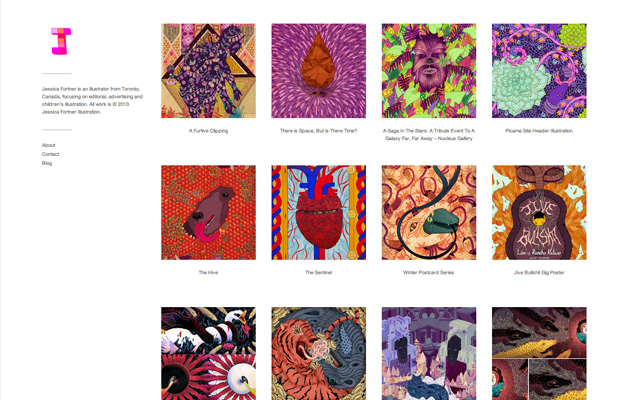 Jessica Fortner is an illustrator from Toronto,
Canada, focusing on editorial, advertising and
children's illustration. All work is © 2013
Jessica Fortner Illustration.
About
Contact
Blog
A Furtive Clipping
There is Space, But is There Time?
A Saga In The Stars: A Tribute Event To A
Galaxy Far, Far Away – Nucleus Gallery
Picame Site Header Illustration
JIVE
BULLSHIT
The Hive
The Sentinel
Winter Postcard Series
Jive Bullshit Gig Poster